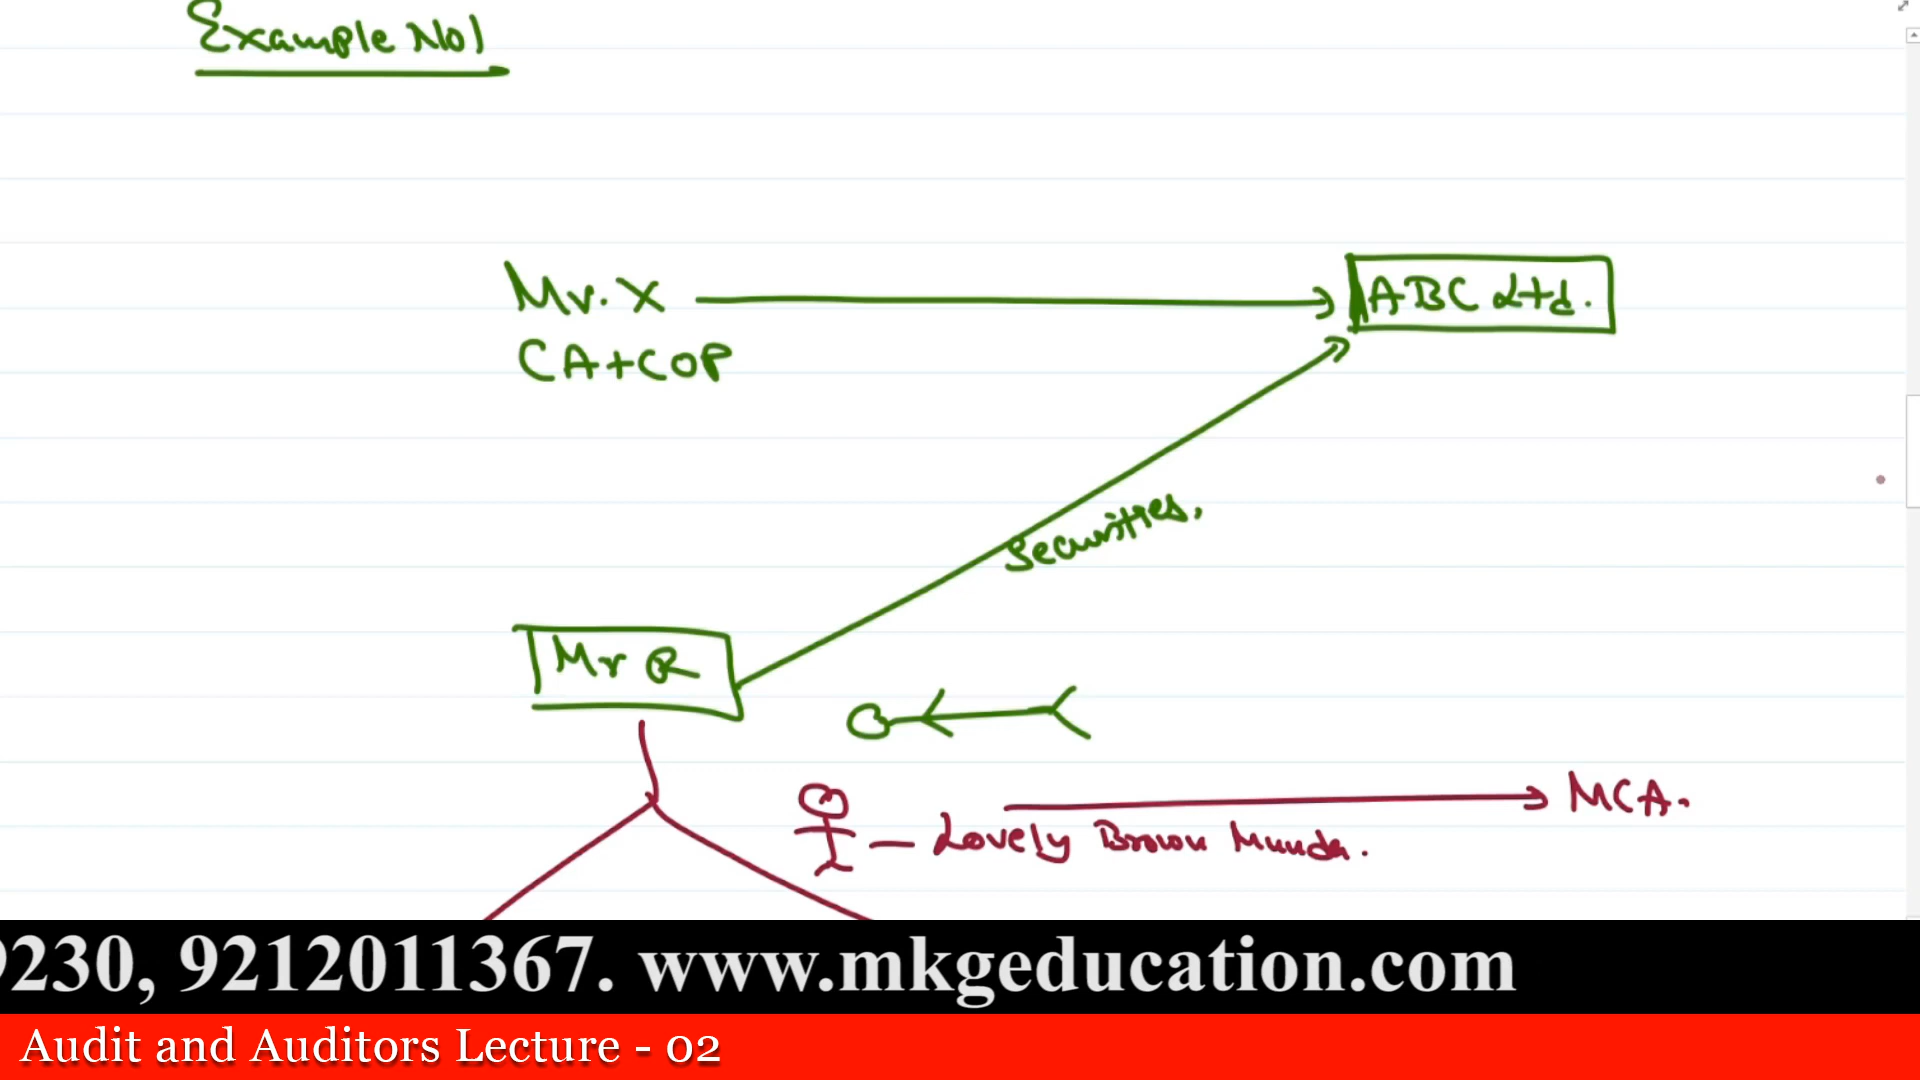 Example No 1
Mr. X
ABC Ltd.
CA+COP
Securities.
Mr R
MCA.
— Lovely Brown Munda.
9230, 9212011367. www.mkgeducation.com
Audit and Auditors Lecture - 02